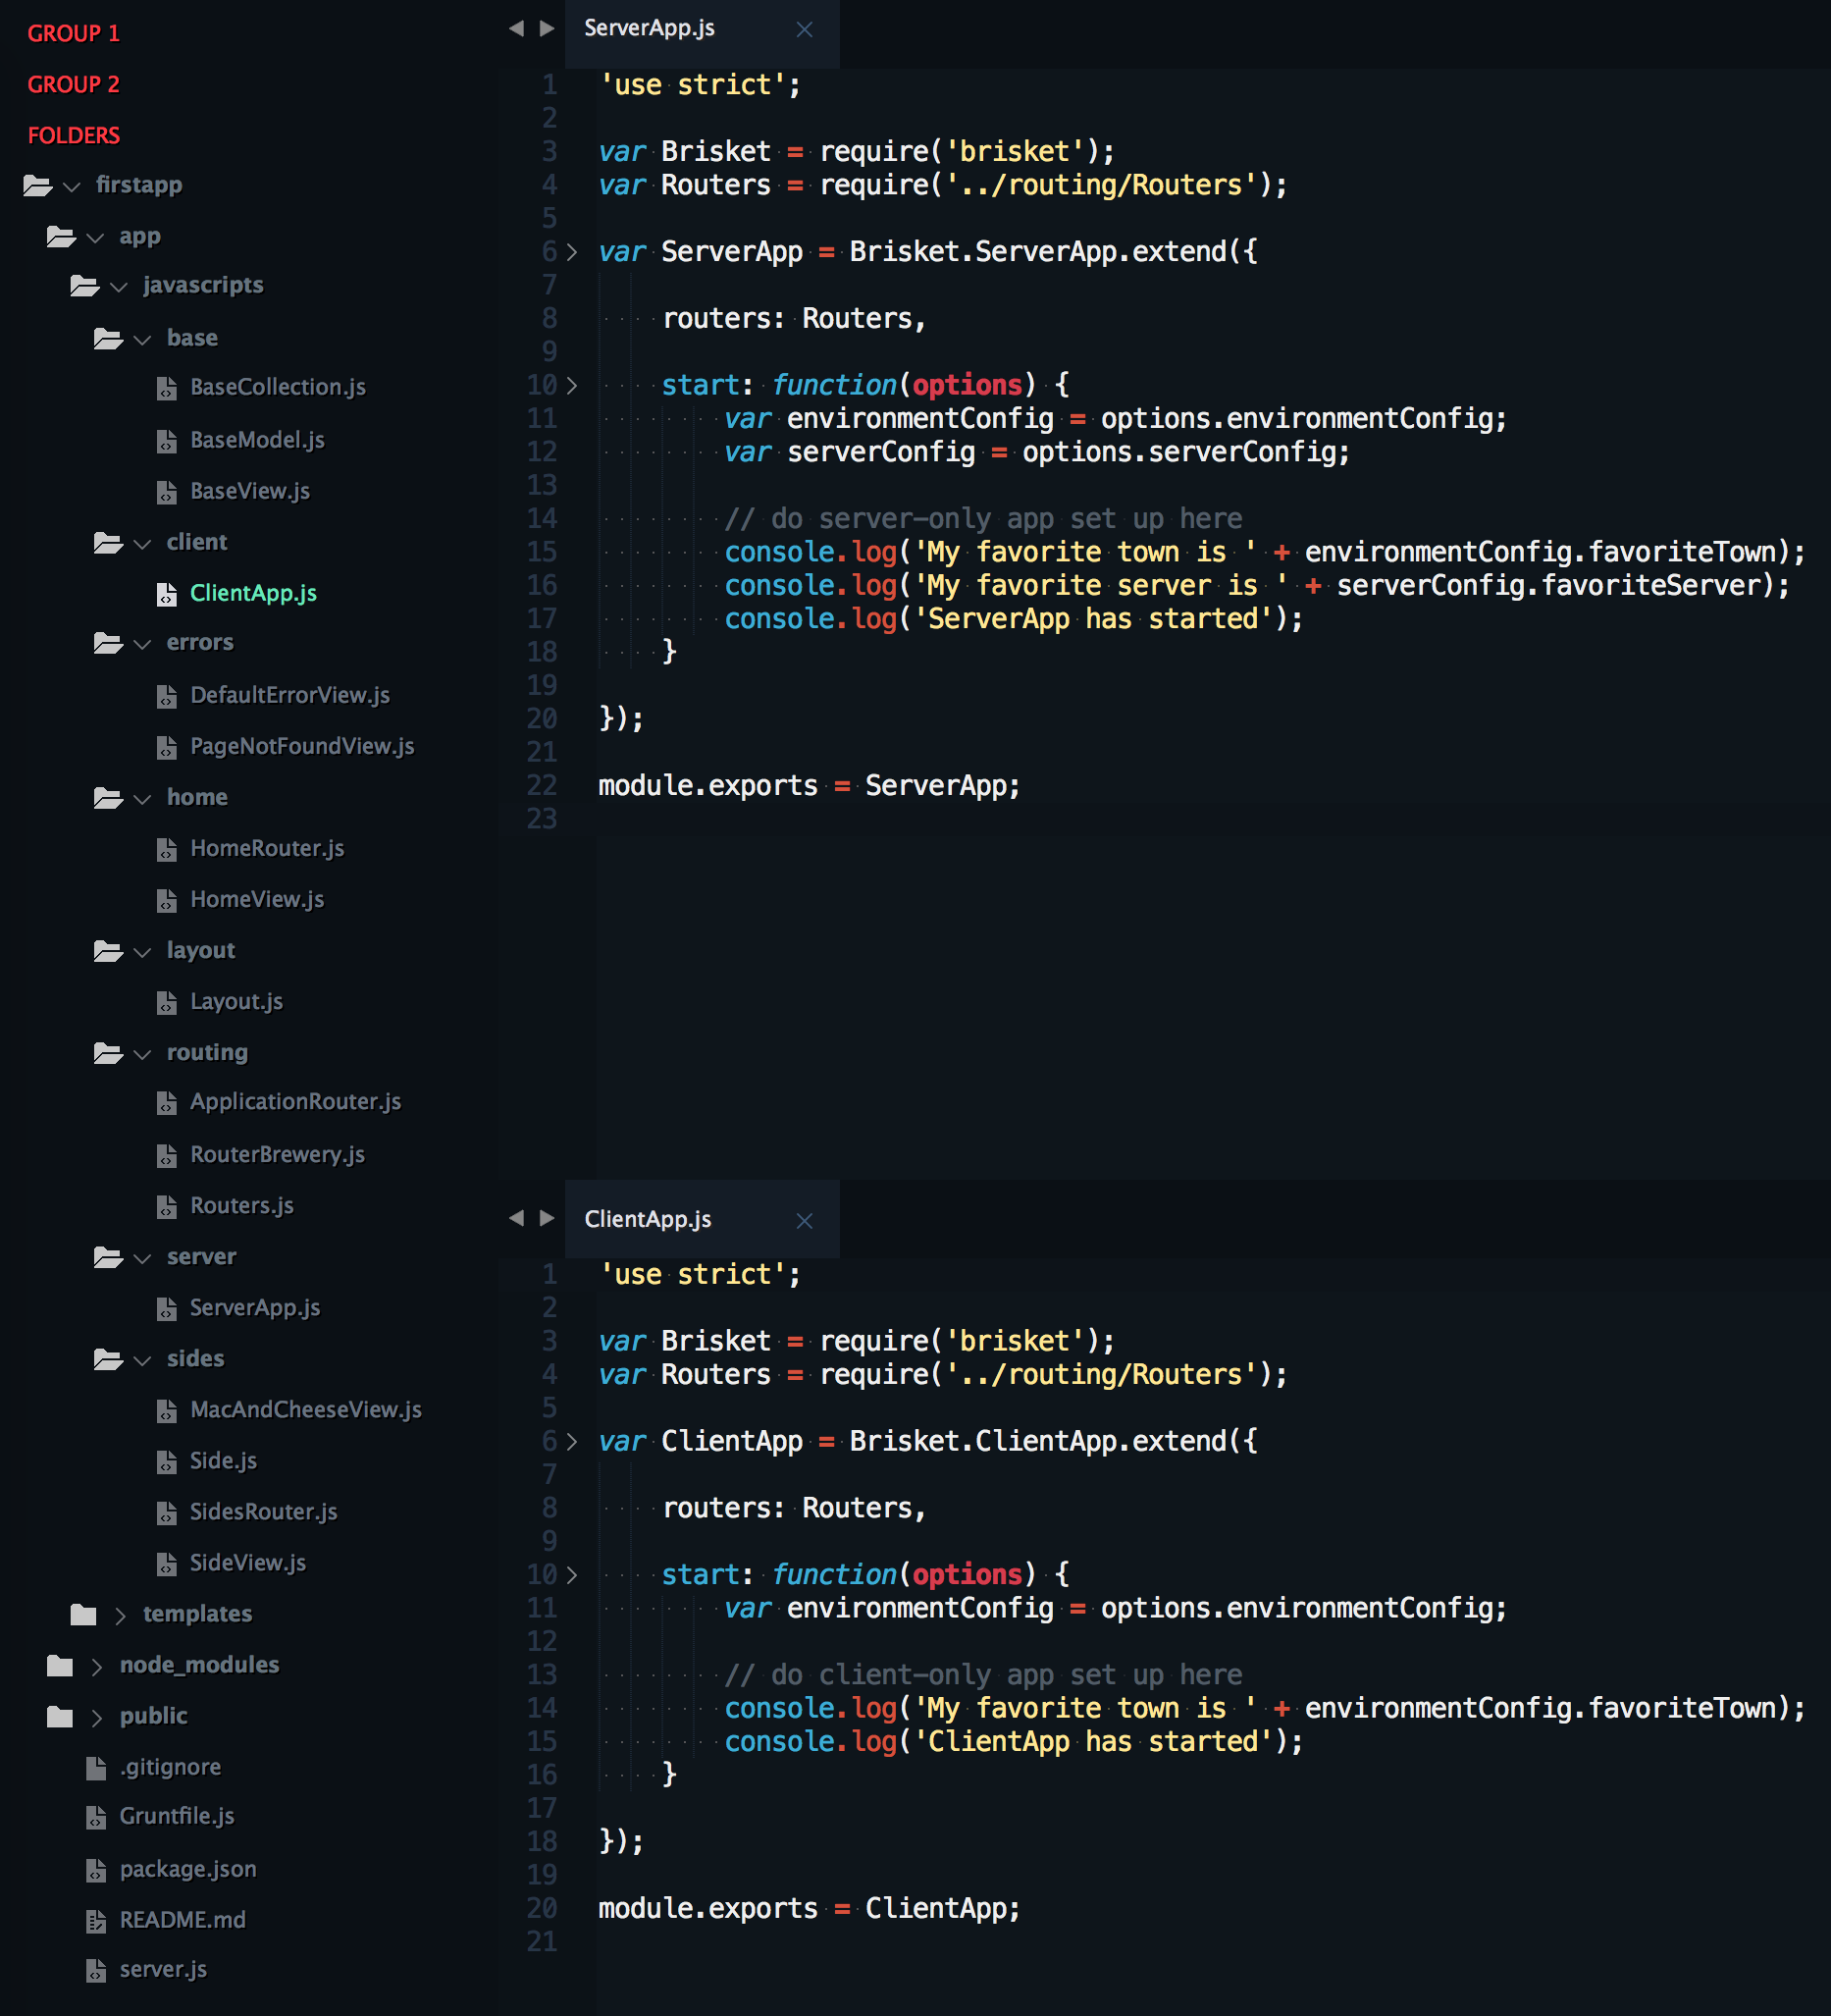 GROUP 1
GROUP 2
FOLDERS
firstapp
app
javascripts
base
BaseCollection.js
BaseModel.js
BaseView.js
client
ClientApp.js
errors
DefaultErrorView.js
PageNotFoundView.js
home
HomeRouter.js
HomeView.js
layout
Layout.js
routing
ApplicationRouter.js
RouterBrewery.js
Routers.js
server
ServerApp.js
sides
MacAndCheeseView.js
Side.js
SidesRouter.js
SideView.js
templates
node_modules
public
.gitignore
Gruntfile.js
package.json
README.md
server.js
ServerApp.js
1 'use strict';
2
3 var Brisket = require('brisket');
4 var Routers = require('../routing/Routers');
5
6 var ServerApp = Brisket.ServerApp.extend({
7
8     routers: Routers,
9
10     start: function(options) {
11         var environmentConfig = options.environmentConfig;
12         var serverConfig = options.serverConfig;
13
14         // do server-only app set up here
15         console.log('My favorite town is ' + environmentConfig.favoriteTown);
16         console.log('My favorite server is ' + serverConfig.favoriteServer);
17         console.log('ServerApp has started');
18     }
19
20 });
21
22 module.exports = ServerApp;
23
ClientApp.js
1 'use strict';
2
3 var Brisket = require('brisket');
4 var Routers = require('../routing/Routers');
5
6 var ClientApp = Brisket.ClientApp.extend({
7
8     routers: Routers,
9
10     start: function(options) {
11         var environmentConfig = options.environmentConfig;
12
13         // do client-only app set up here
14         console.log('My favorite town is ' + environmentConfig.favoriteTown);
15         console.log('ClientApp has started');
16     }
17
18 });
19
20 module.exports = ClientApp;
21